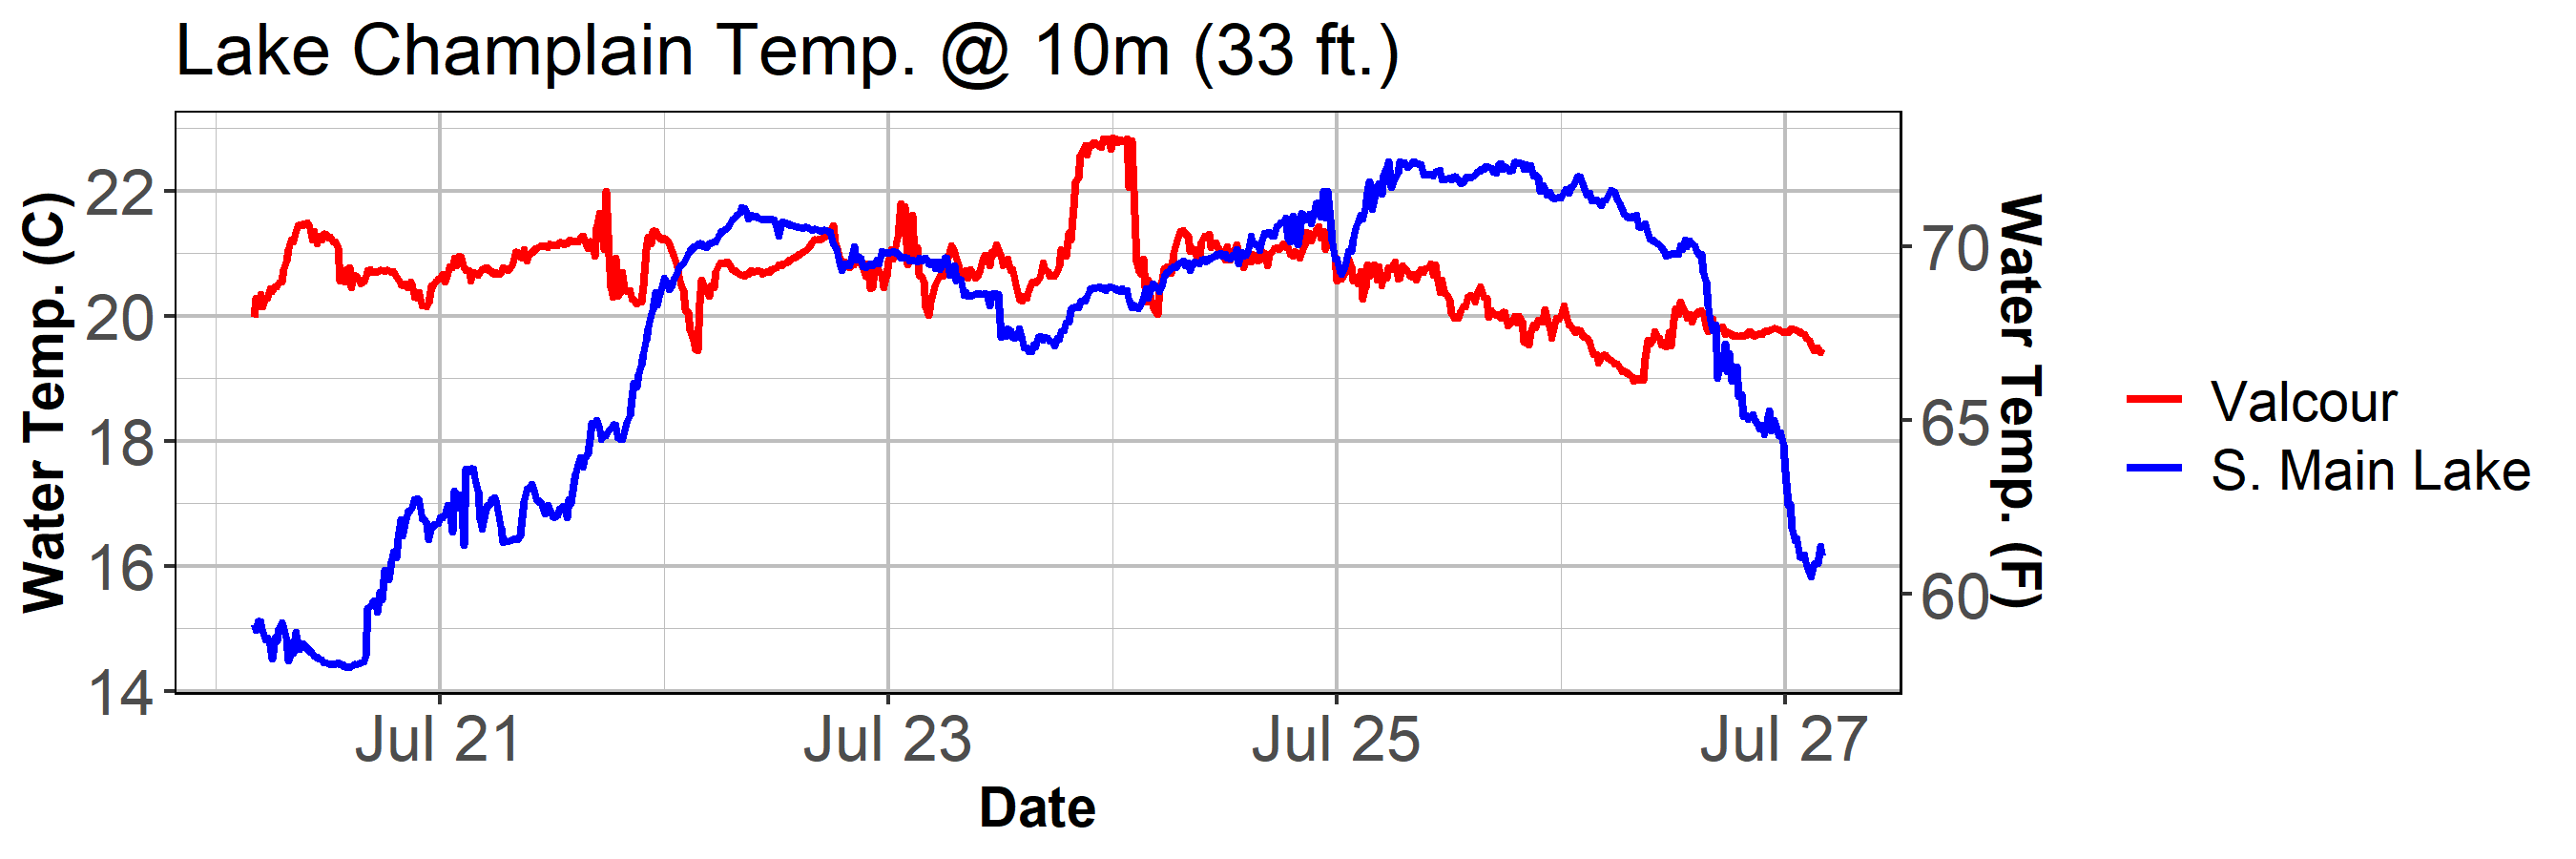 Lake Champlain Temp. @ 10m (33 ft.)
Water Temp. (C)
22
20
18
16
14
70
65
60
Water Temp. (F)
Jul 21
Jul 23
Jul 25
Jul 27
Date
Valcour
S. Main Lake